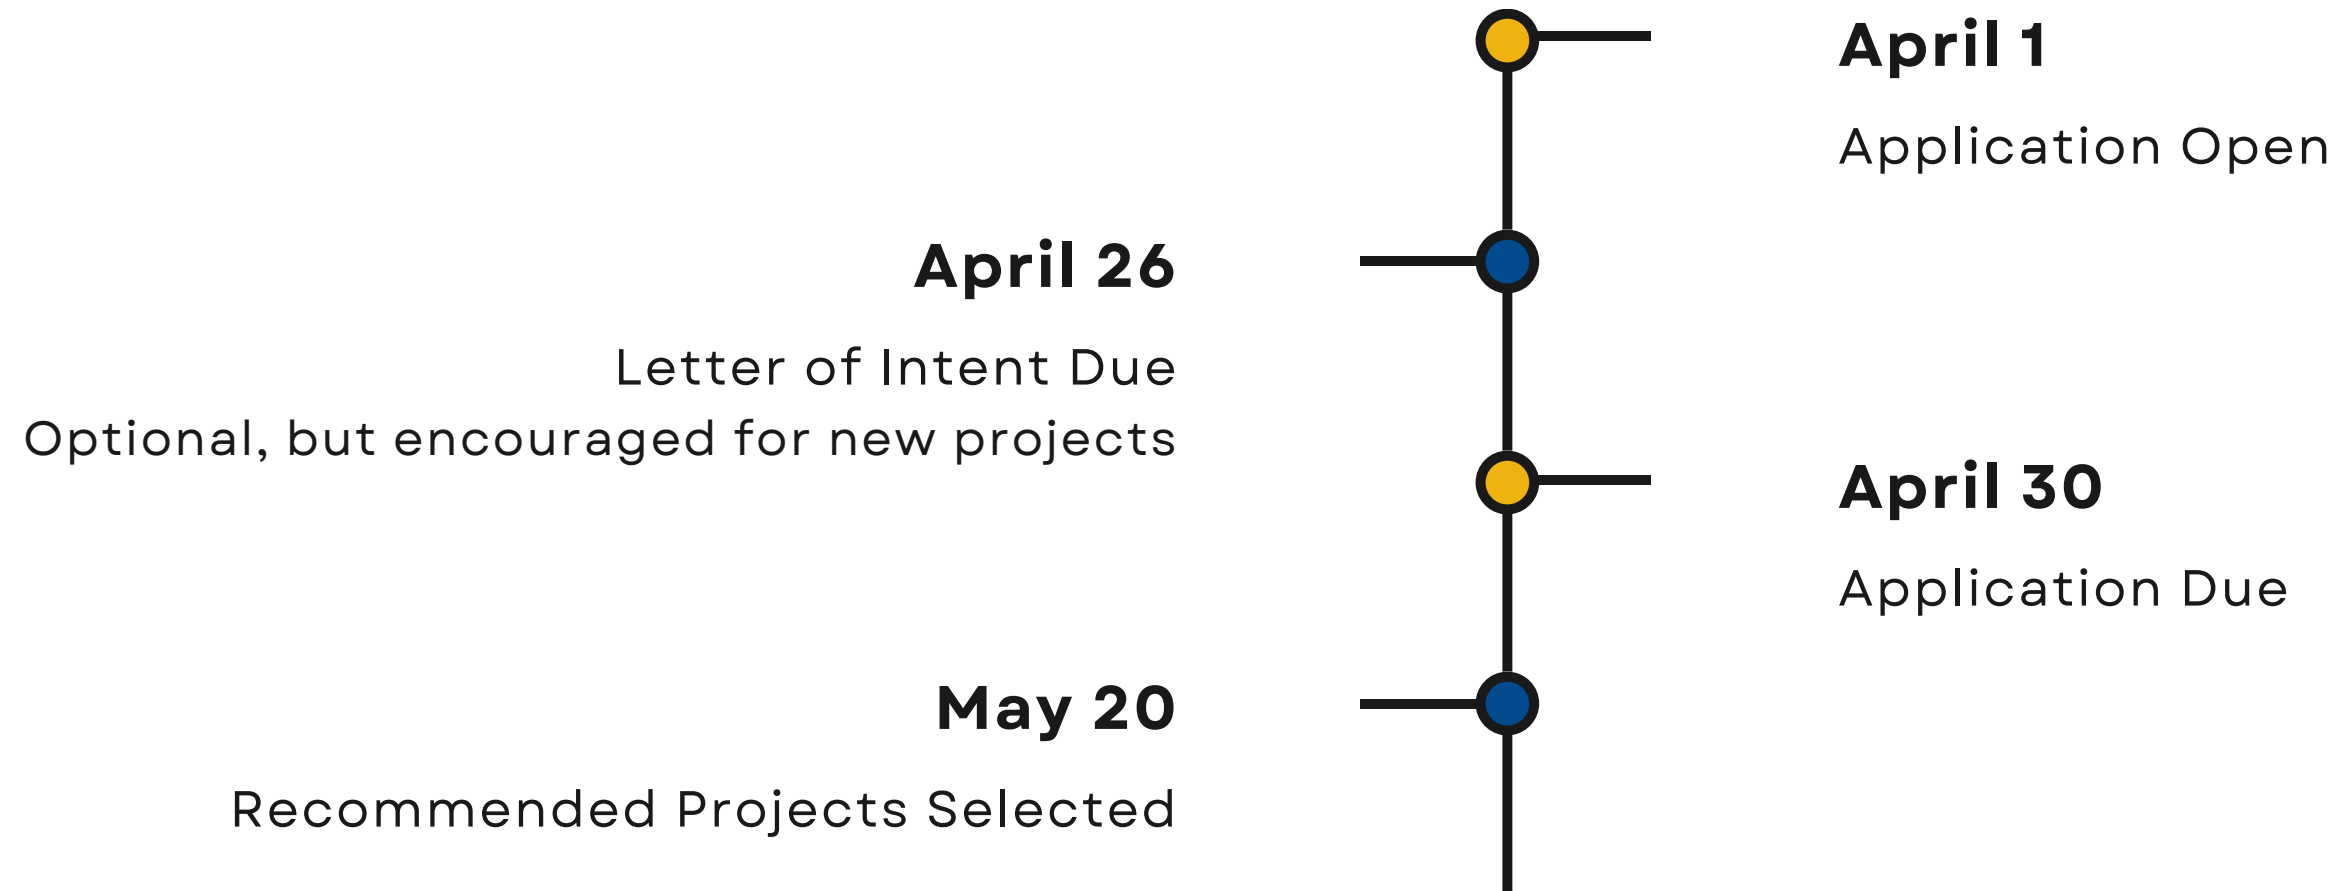 April 1
Application Open
April 26
Letter of Intent Due
Optional, but encouraged for new projects
April 30
Application Due
May 20
Recommended Projects Selected